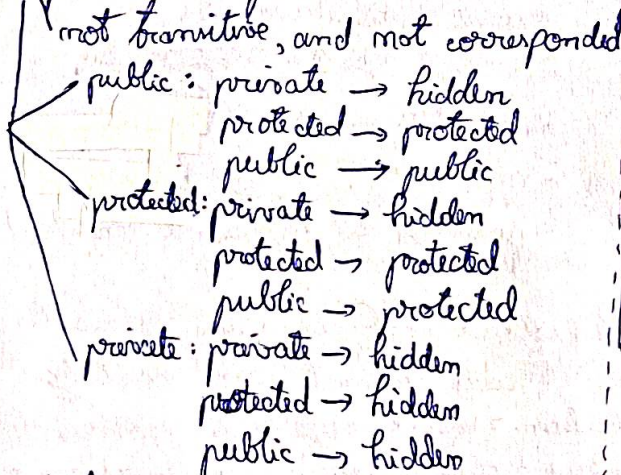 not transitive, and not corresponded
public : private → hidden
protected → protected
public → public
protected : private → hidden
protected → protected
public → protected
private : private → hidden
protected → hidden
public → hidden